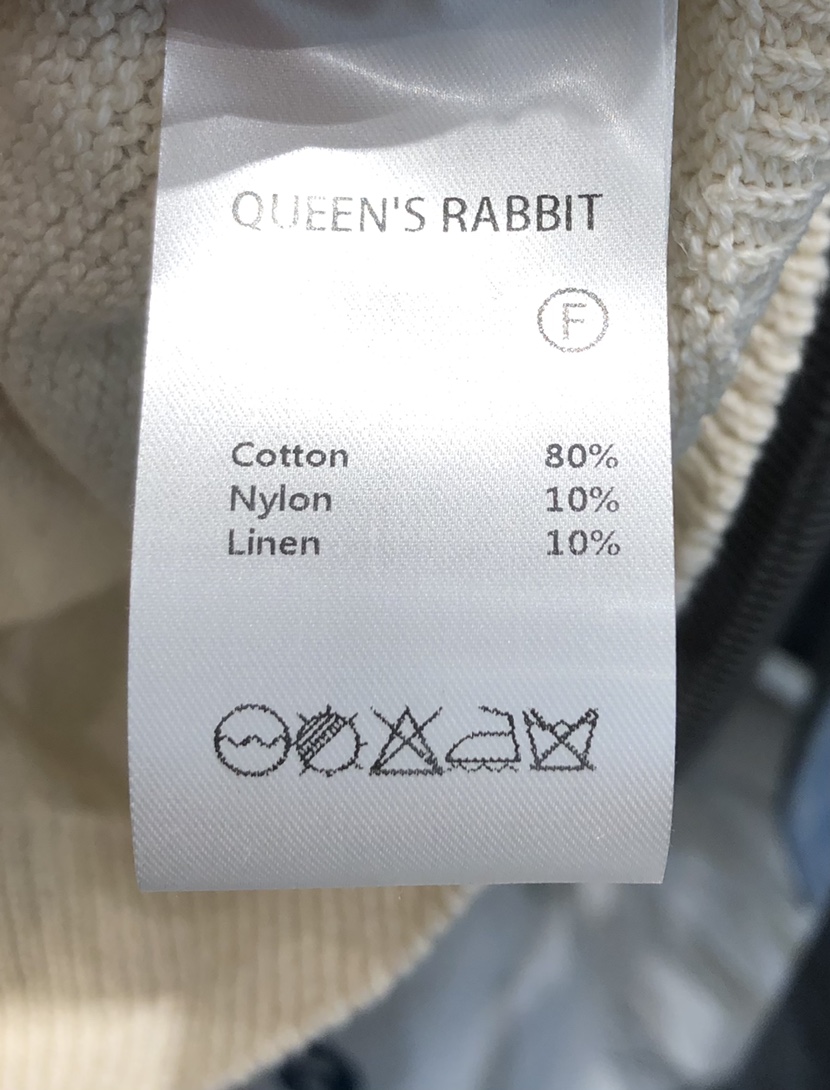 QUEEN'S RABBIT
F
Cotton 80%
Nylon 10%
Linen 10%